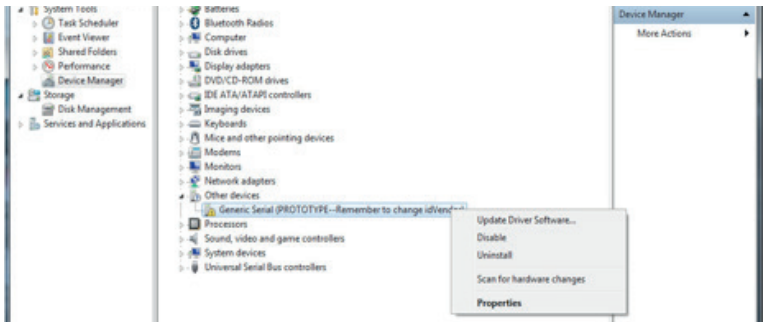 System Tools
Task Scheduler
Event Viewer
Shared Folders
Performance
Device Manager
Storage
Disk Management
Services and Applications
Batteries
Bluetooth Radios
Computer
Disk drives
Display adapters
DVD/CD-ROM drives
IDE ATA/ATAPI controllers
Imaging devices
Keyboards
Mice and other pointing devices
Modems
Monitors
Network adapters
Other devices
Generic Serial (PROTOTYPE--Remember to change idVendor)
Processors
Sound, video and game controllers
System devices
Universal Serial Bus controllers
Update Driver Software...
Disable
Uninstall
Scan for hardware changes
Properties
Device Manager
More Actions